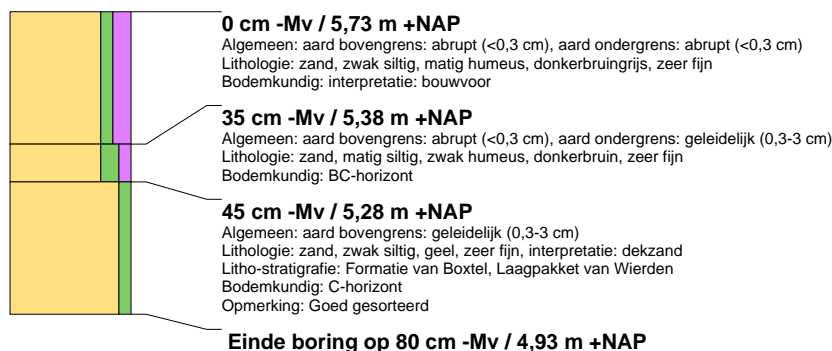 0 cm -Mv / 5,73 m +NAP
Algemeen: aard bovengrens: abrupt (<0,3 cm), aard ondergrens: abrupt (<0,3 cm)
Lithologie: zand, zwak siltig, matig humeus, donkerbruingrijs, zeer fijn
Bodemkundig: interpretatie: bouwvoor
35 cm -Mv / 5,38 m +NAP
Algemeen: aard bovengrens: abrupt (<0,3 cm), aard ondergrens: geleidelijk (0,3-3 cm)
Lithologie: zand, matig siltig, zwak humeus, donkerbruin, zeer fijn
Bodemkundig: BC-horizont
45 cm -Mv / 5,28 m +NAP
Algemeen: aard bovengrens: geleidelijk (0,3-3 cm)
Lithologie: zand, zwak siltig, geel, zeer fijn, interpretatie: dekzand
Litho-stratigrafie: Formatie van Boxtel, Laagpakket van Wierden
Bodemkundig: C-horizont
Opmerking: Goed gesorteerd
Einde boring op 80 cm -Mv / 4,93 m +NAP